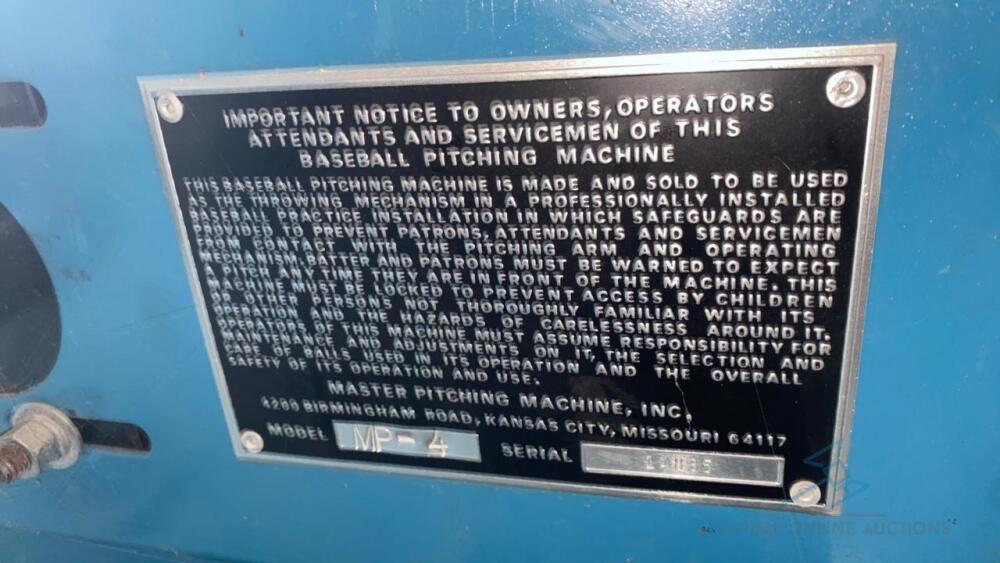 IMPORTANT NOTICE TO OWNERS, OPERATORS
ATTENDANTS AND SERVICEMEN OF THIS
BASEBALL PITCHING MACHINE
THIS BASEBALL PITCHING MACHINE IS MADE AND SOLD TO BE USED
AS THE THROWING MECHANISM IN A PROFESSIONALLY INSTALLED
BASEBALL PRACTICE INSTALLATION IN WHICH SAFEGUARDS ARE
PROVIDED TO PREVENT PATRONS, ATTENDANTS AND SERVICEMEN
FROM CONTACT WITH THE PITCHING ARM AND OPERATING
MECHANISM. BATTER AND PATRONS MUST BE WARNED TO EXPECT
A PITCH ANY TIME THEY ARE IN FRONT OF THE MACHINE. THIS
MACHINE MUST BE LOCKED TO PREVENT ACCESS BY CHILDREN
OR OTHER PERSONS NOT THOROUGHLY FAMILIAR WITH ITS
OPERATION AND THE HAZARDS OF CARELESSNESS AROUND IT.
OPERATORS OF THIS MACHINE MUST ASSUME RESPONSIBILITY FOR
MAINTENANCE AND ADJUSTMENTS ON IT, THE SELECTION AND
CARE OF BALLS USED IN ITS OPERATION AND THE OVERALL
SAFETY OF ITS OPERATION AND USE.
MASTER PITCHING MACHINE, INC.
4200 BIRMINGHAM ROAD, KANSAS CITY, MISSOURI 64117
MODEL MP-4 SERIAL
ONLINE AUCTIONS